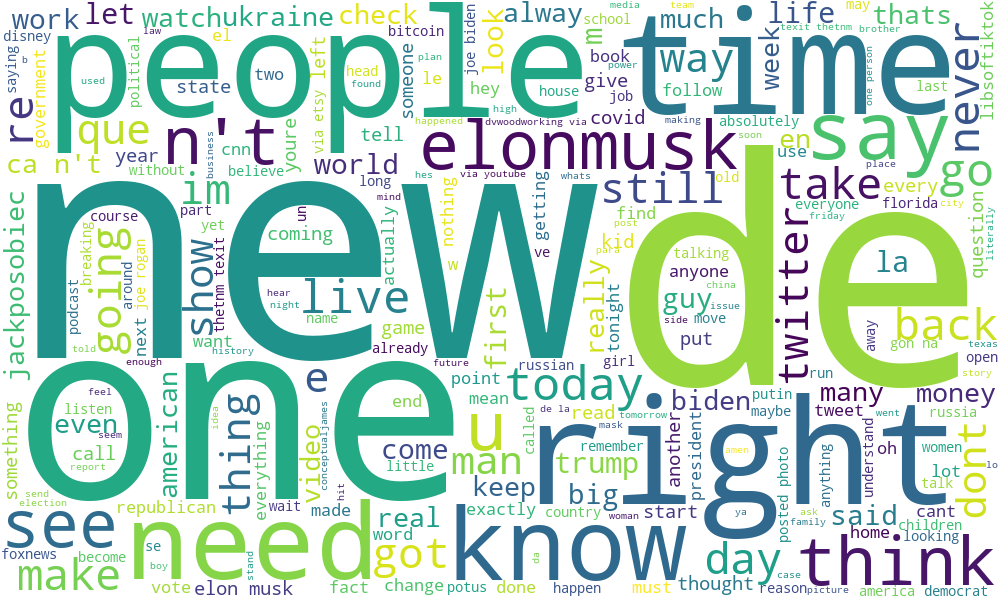 new
de
people
time
one
right
need
know
n't
elonmusk
say
think
see
today
live
still
take
twitter
back
go
never
going
show
im
re
que
let
work
watchukraine
check
alway
much
life
thats
way
look
m
week
libsoftiktok
disney
saying
b
law
el
bitcoin
plan
joe biden
someone
media
team
school
may
texit thetnm
brother
one person
government
political
used
state
two
head
found
le
hey
book
give
job
power
house
follow
last
via etsy left
youre
tell
high
happened
dvwoodworking via
covid
making
absolutely
soon
ca n't
year
cnn
without
business
believe
world
long
hes
via youtube
whats
mind
en
use
old
place
every
everyone
friday
florida
city
question
literally
jackposobiec
breaking
course
part
yet
un
coming
actually
nothing
w
getting
ve
find
post
para
kid
talking
anyone
china
issue
guy
side
move
put
la
podcast
around
joe rogan
next
thetnm texit
hear
night
name
want
game
already
history
first
really
tonight
girl
russian
future
away
run
gon na
open
texas
story
told
enough
e
u
american
thing
idea
everything
video
conceptualjames
come
end
point
mean
called
de la
tomorrow
mask
read
remember
biden
another
president
putin
maybe
tweet
many
money
went
oh
understand
russia
women
lot
lo
talk
dont
amen
anything
feel
listen
even
seem
call
report
something
send
election
republican
wait
made
hit
little
man
keep
big
trump
exactly
country
woman
start
posted photo
ya
ask
family
said
children
cant
home
looking
foxnews
become
make
se
boy
vote
stand
elon musk
real
word
got
fact
change
potus
da
done
happen
must
day
thought
reason
case
picture
america
democrat